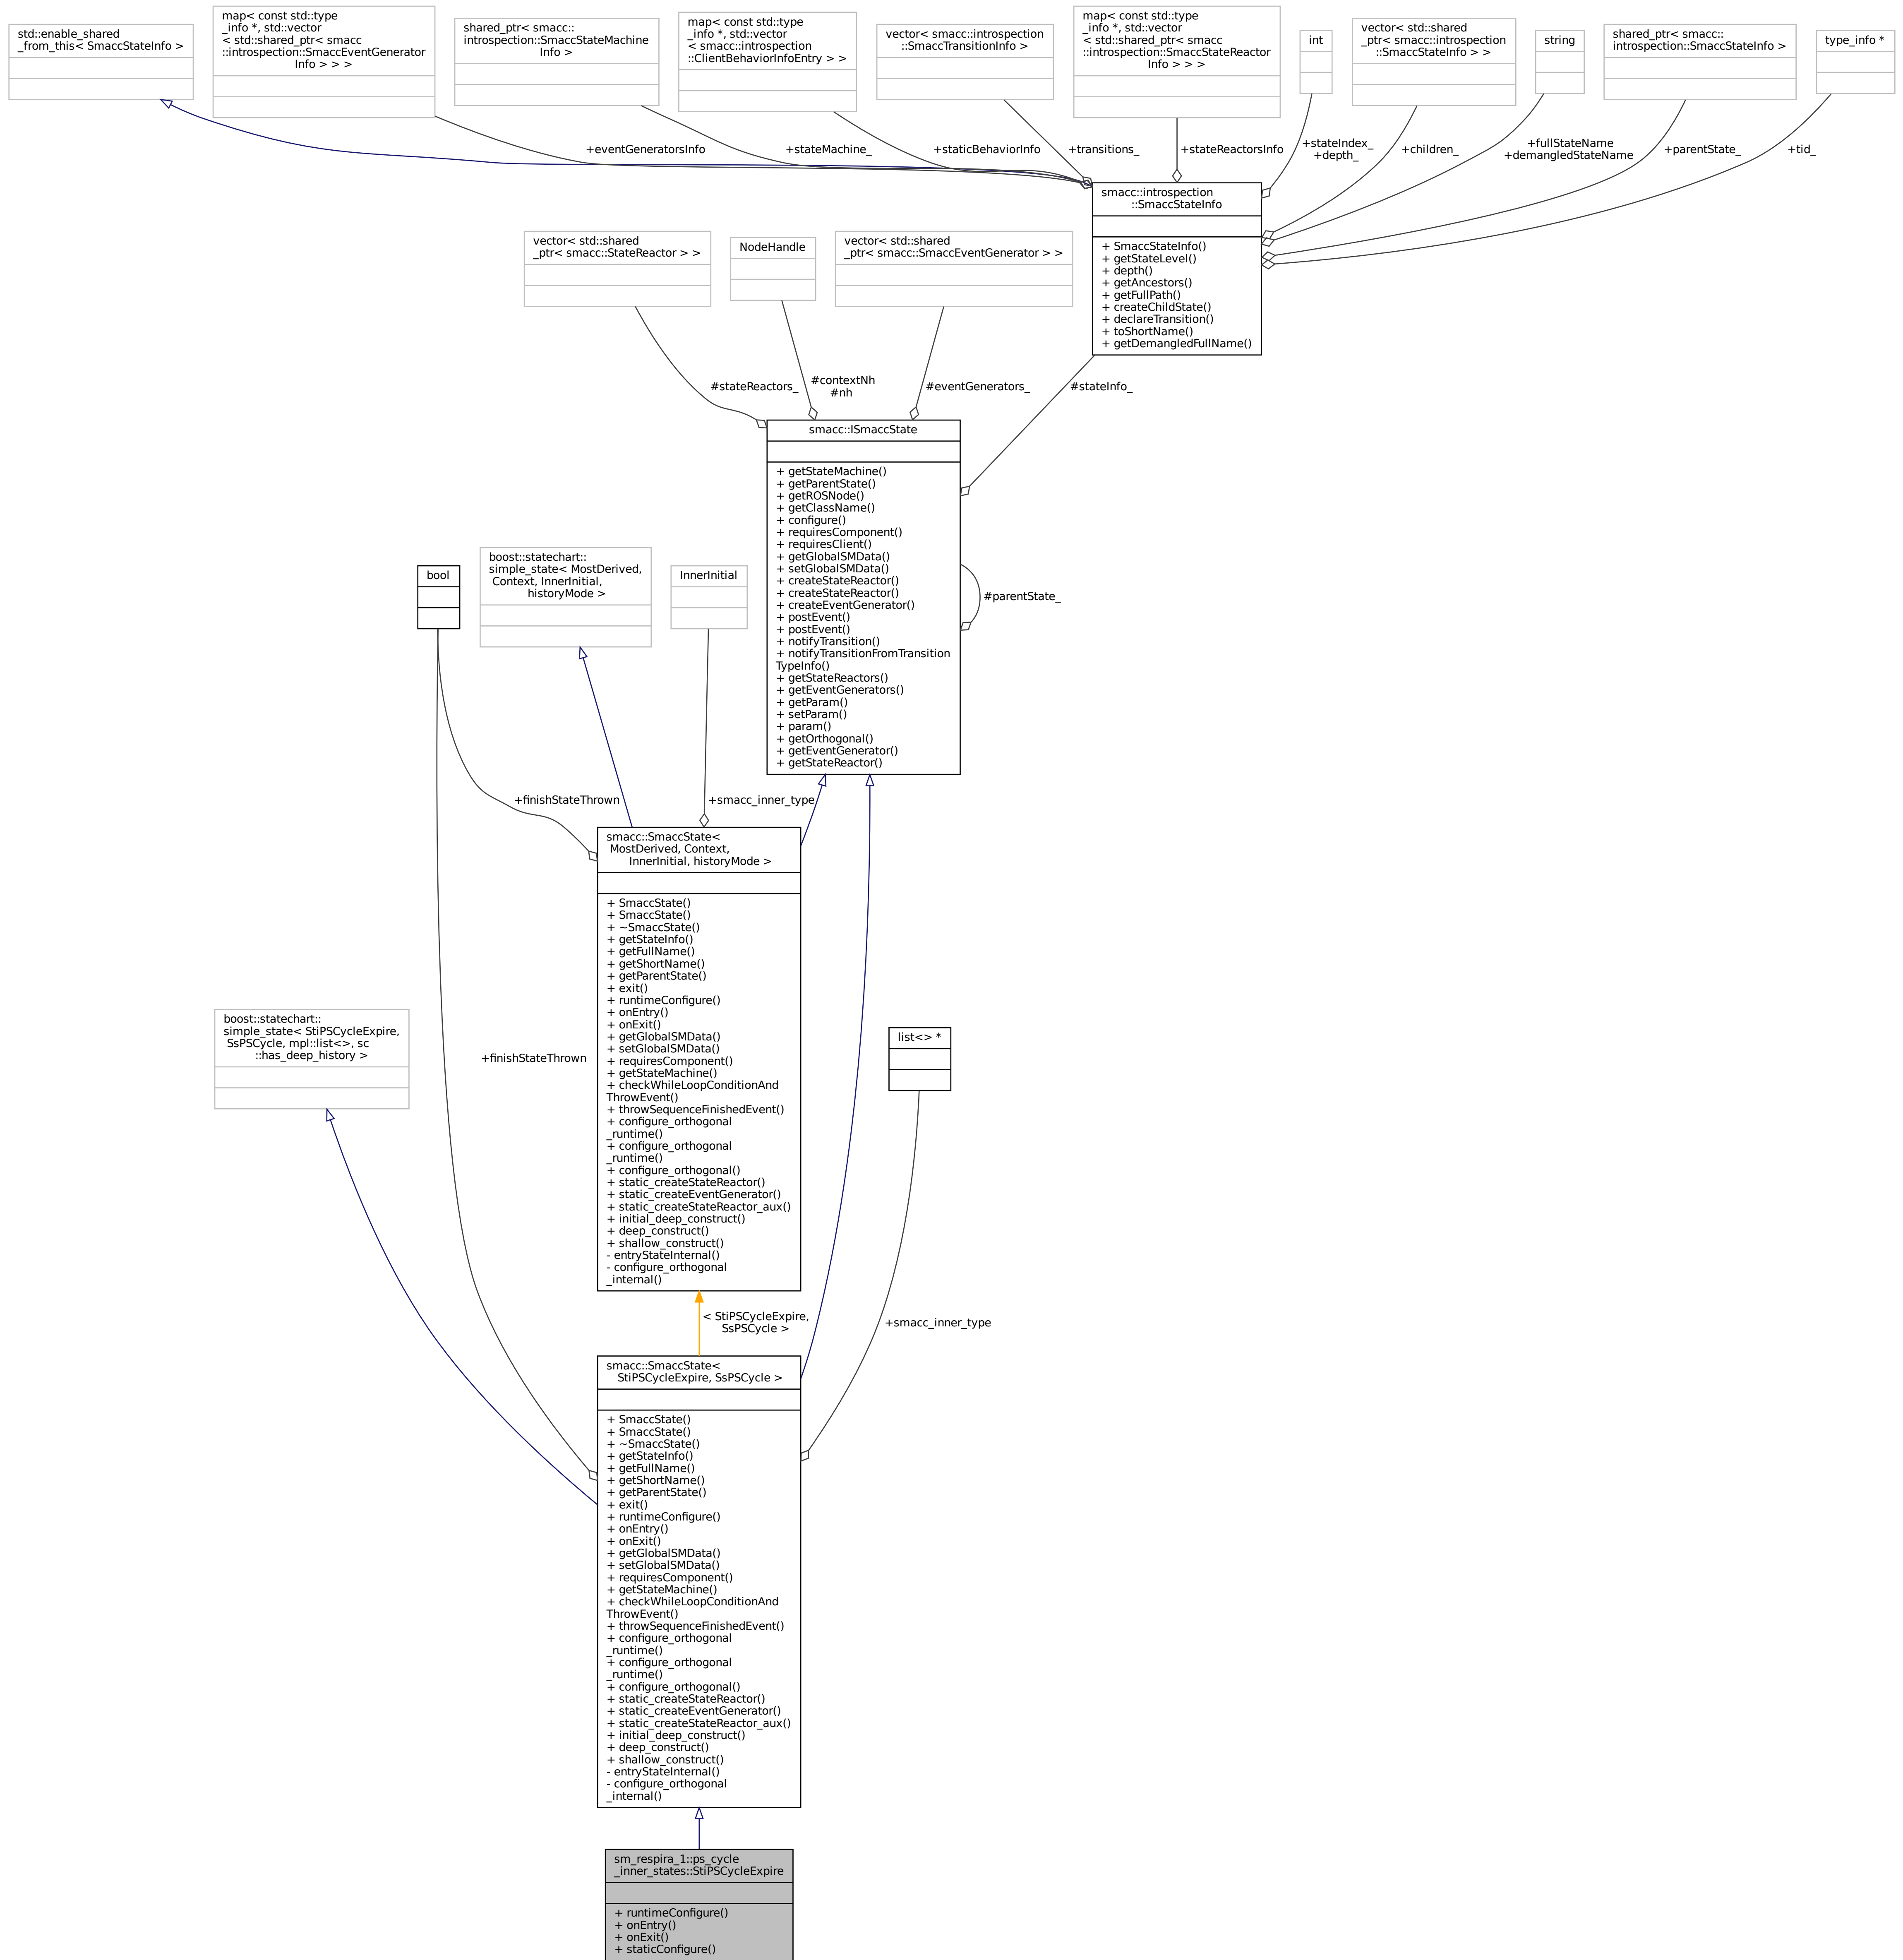 std::enable_shared
_from_this< SmaccStateInfo >
map< const std::type
_info *, std::vector
< std::shared_ptr< smacc
::introspection::SmaccEventGenerator
Info > > >
shared_ptr< smacc::
introspection::SmaccStateMachine
Info >
map< const std::type
_info *, std::vector
< smacc::introspection
::ClientBehaviorInfoEntry > >
vector< smacc::introspection
::SmaccTransitionInfo >
map< const std::type
_info *, std::vector
< std::shared_ptr< smacc
::introspection::SmaccStateReactor
Info > > >
int
vector< std::shared
_ptr< smacc::introspection
::SmaccStateInfo > >
string
shared_ptr< smacc::
introspection::SmaccStateInfo >
type_info *
+eventGeneratorsInfo
+stateMachine_
+staticBehaviorInfo
+transitions_
+stateReactorsInfo
+stateIndex_
+depth_
+children_
+fullStateName
+demangledStateName
+parentState_
+tid_
smacc::introspection
::SmaccStateInfo
+ SmaccStateInfo()
+ getStateLevel()
+ depth()
+ getAncestors()
+ getFullPath()
+ createChildState()
+ declareTransition()
+ toShortName()
+ getDemangledFullName()
vector< std::shared
_ptr< smacc::StateReactor > >
NodeHandle
vector< std::shared
_ptr< smacc::SmaccEventGenerator > >
#stateReactors_
#contextNh
#nh
#eventGenerators_
#stateInfo_
smacc::ISmaccState
+ getStateMachine()
+ getParentState()
+ getROSNode()
+ getClassName()
+ configure()
+ requiresComponent()
+ requiresClient()
+ getGlobalSMData()
+ setGlobalSMData()
+ createStateReactor()
+ createStateReactor()
+ createEventGenerator()
+ postEvent()
+ postEvent()
+ notifyTransition()
+ notifyTransitionFromTransition
TypeInfo()
+ getStateReactors()
+ getEventGenerators()
+ getParam()
+ setParam()
+ param()
+ getOrthogonal()
+ getEventGenerator()
+ getStateReactor()
#parentState_
bool
boost::statechart::
simple_state< MostDerived,
Context, InnerInitial,
historyMode >
InnerInitial
+finishStateThrown
+smacc_inner_type
smacc::SmaccState<
MostDerived, Context,
InnerInitial, historyMode >
+ SmaccState()
+ SmaccState()
+ ~SmaccState()
+ getStateInfo()
+ getFullName()
+ getShortName()
+ getParentState()
+ exit()
+ runtimeConfigure()
+ onEntry()
+ onExit()
+ getGlobalSMData()
+ setGlobalSMData()
+ requiresComponent()
+ getStateMachine()
+ checkWhileLoopConditionAnd
ThrowEvent()
+ throwSequenceFinishedEvent()
+ configure_orthogonal
_runtime()
+ configure_orthogonal
_runtime()
+ configure_orthogonal()
+ static_createStateReactor()
+ static_createEventGenerator()
+ static_createStateReactor_aux()
+ initial_deep_construct()
+ deep_construct()
+ shallow_construct()
- entryStateInternal()
- configure_orthogonal
_internal()
boost::statechart::
simple_state< StiPSCycleExpire,
SsPSCycle, mpl::list<>, sc
::has_deep_history >
+finishStateThrown
list<> *
< StiPSCycleExpire,
SsPSCycle >
+smacc_inner_type
smacc::SmaccState<
StiPSCycleExpire, SsPSCycle >
+ SmaccState()
+ SmaccState()
+ ~SmaccState()
+ getStateInfo()
+ getFullName()
+ getShortName()
+ getParentState()
+ exit()
+ runtimeConfigure()
+ onEntry()
+ onExit()
+ getGlobalSMData()
+ setGlobalSMData()
+ requiresComponent()
+ getStateMachine()
+ checkWhileLoopConditionAnd
ThrowEvent()
+ throwSequenceFinishedEvent()
+ configure_orthogonal
_runtime()
+ configure_orthogonal
_runtime()
+ configure_orthogonal()
+ static_createStateReactor()
+ static_createEventGenerator()
+ static_createStateReactor_aux()
+ initial_deep_construct()
+ deep_construct()
+ shallow_construct()
- entryStateInternal()
- configure_orthogonal
_internal()
sm_respira_1::ps_cycle
_inner_states::StiPSCycleExpire
+ runtimeConfigure()
+ onEntry()
+ onExit()
+ staticConfigure()